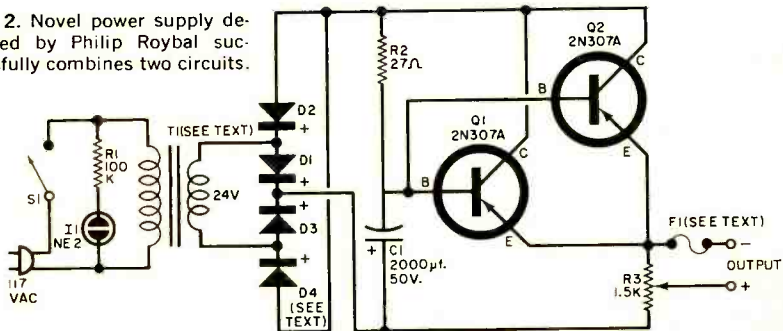 2. Novel power supply de-
ed by Philip Roybal suc-
fully combines two circuits.
Q2
2N307A
R2
27Ω
C
B
E
Q1
2N307A
C
B
E
T1(SEE TEXT)
D2
+
D1
+
24V
+
D3
+
D4
(SEE
TEXT)
R1
100
K
S1
I1
NE2
117
VAC
C1
2000µf.
50V.
+
F1(SEE TEXT)
-
OUTPUT
+
R3
1.5K